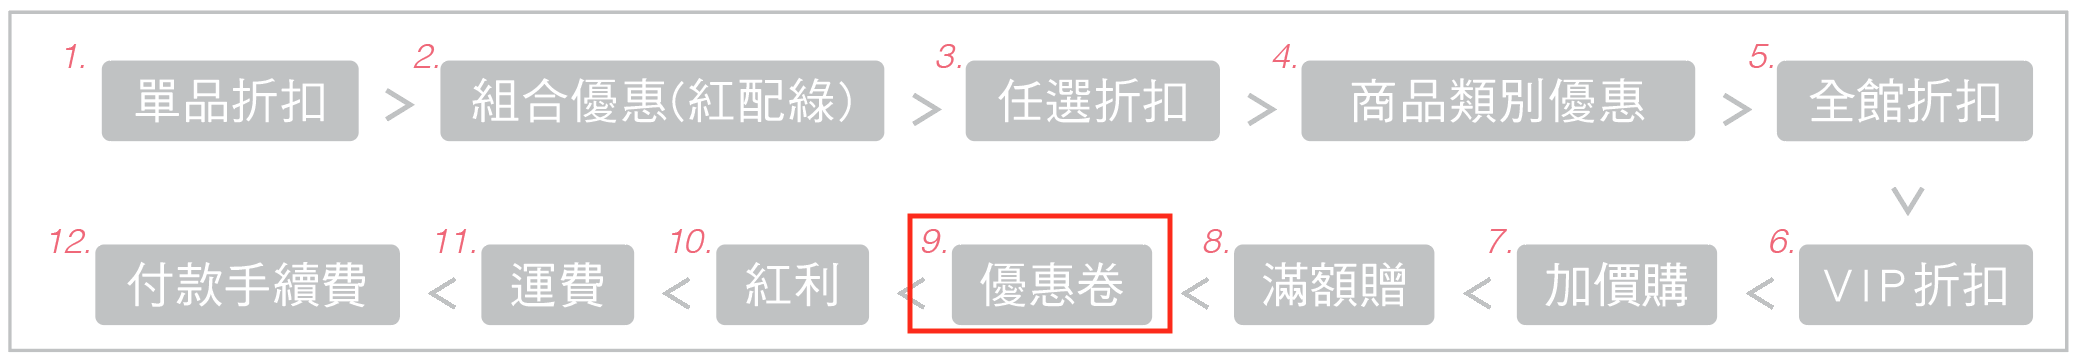 1. 單品折扣 > 2. 組合優惠(紅配綠) > 3. 任選折扣 > 4. 商品類別優惠 > 5. 全館折扣
12. 付款手續費 < 11. 運費 < 10. 紅利 < 9. 優惠卷 < 8. 滿額贈 < 7. 加價購 < 6. VIP折扣